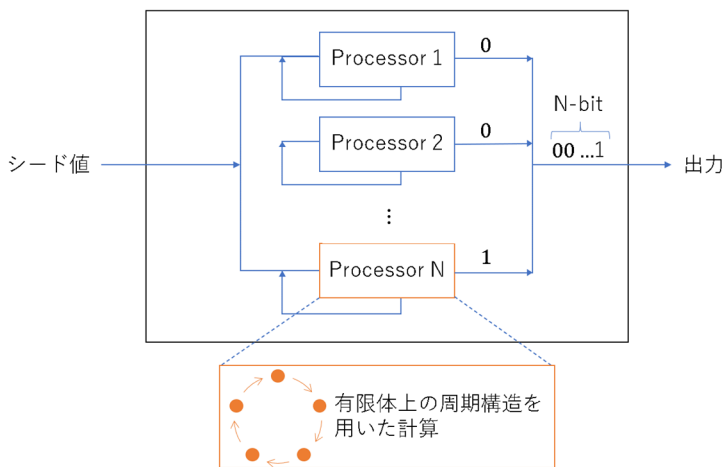 Processor 1
0
Processor 2
0
⋮
Processor N
1
N-bit
00 ...1
シード値
出力
有限体上の周期構造を
用いた計算